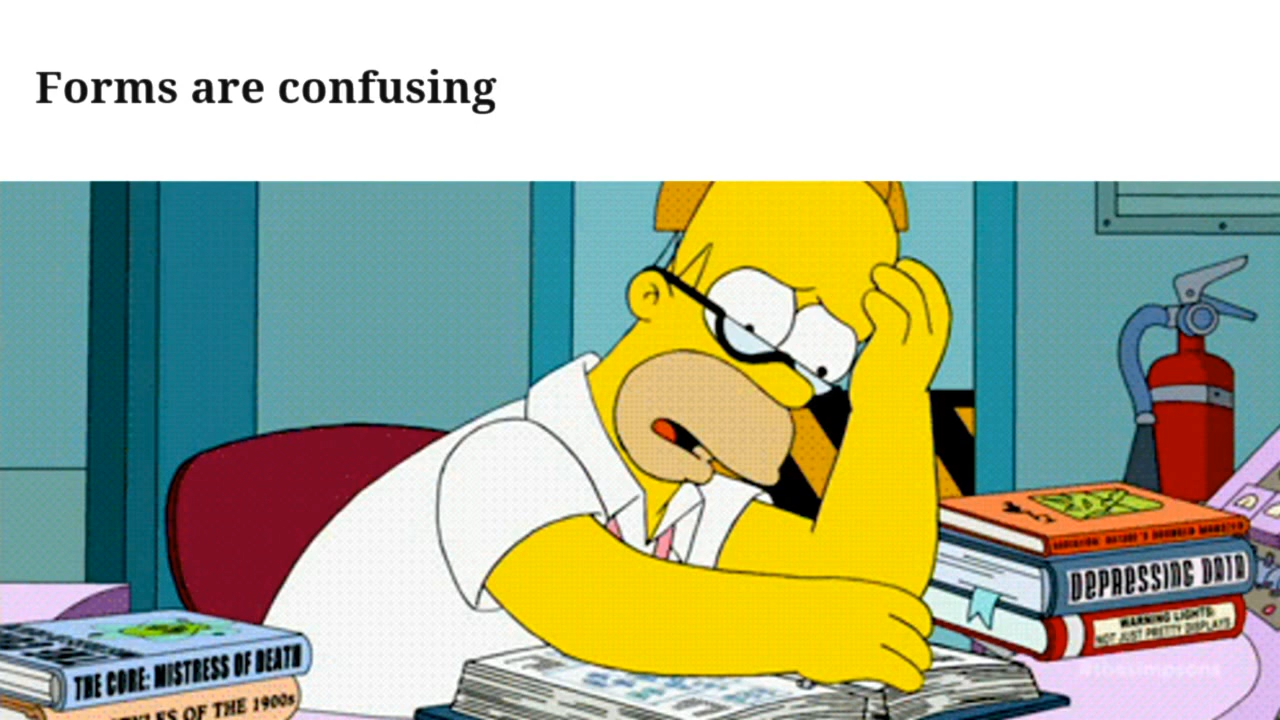 Forms are confusing
DEPRESSING DATA
WARNING LIGHTS:
NOT JUST PRETTY DISPLAYS
THE CORE: MISTRESS OF DEATH
OF THE 1900s
#thesimpsons